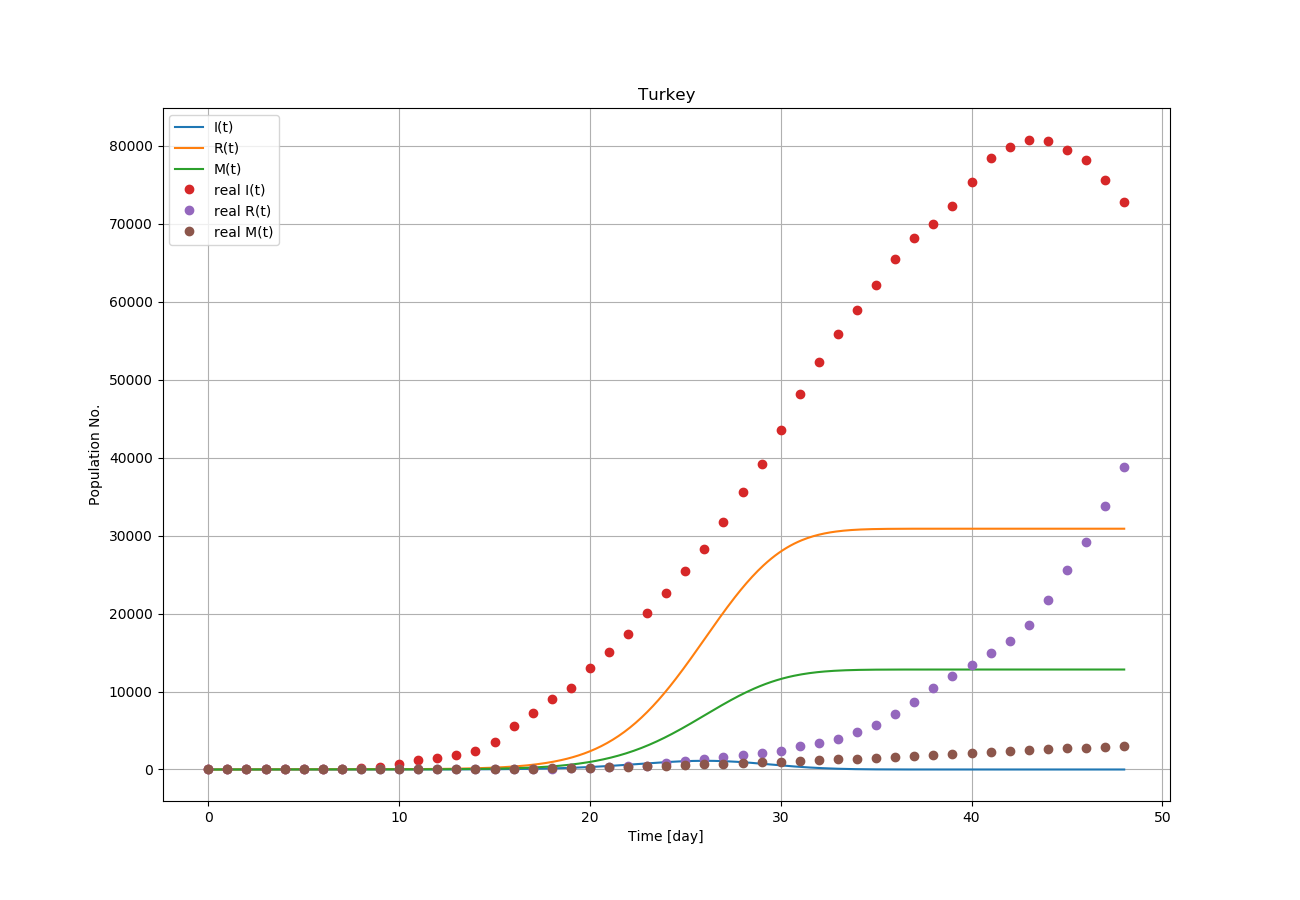 Turkey
I(t)
R(t)
M(t)
real I(t)
real R(t)
real M(t)
80000
70000
60000
50000
40000
30000
20000
10000
0
Population No.
0 10 20 30 40 50
Time [day]